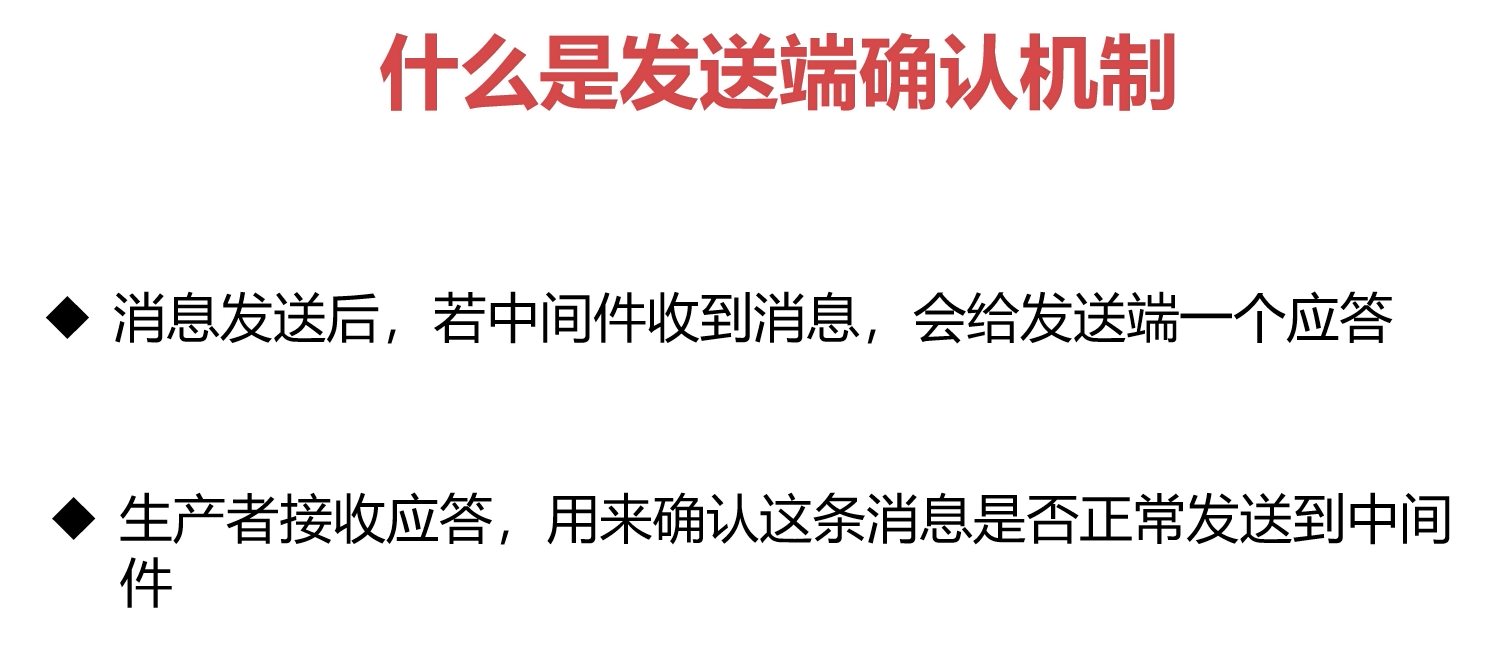 什么是发送端确认机制
◆ 消息发送后，若中间件收到消息，会给发送端一个应答
◆ 生产者接收应答，用来确认这条消息是否正常发送到中间
件